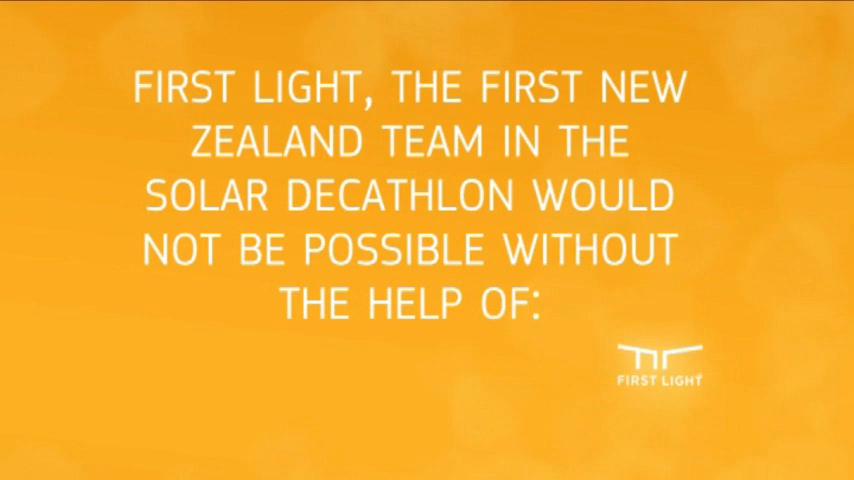 FIRST LIGHT, THE FIRST NEW
ZEALAND TEAM IN THE
SOLAR DECATHLON WOULD
NOT BE POSSIBLE WITHOUT
THE HELP OF:
FIRST LIGHT